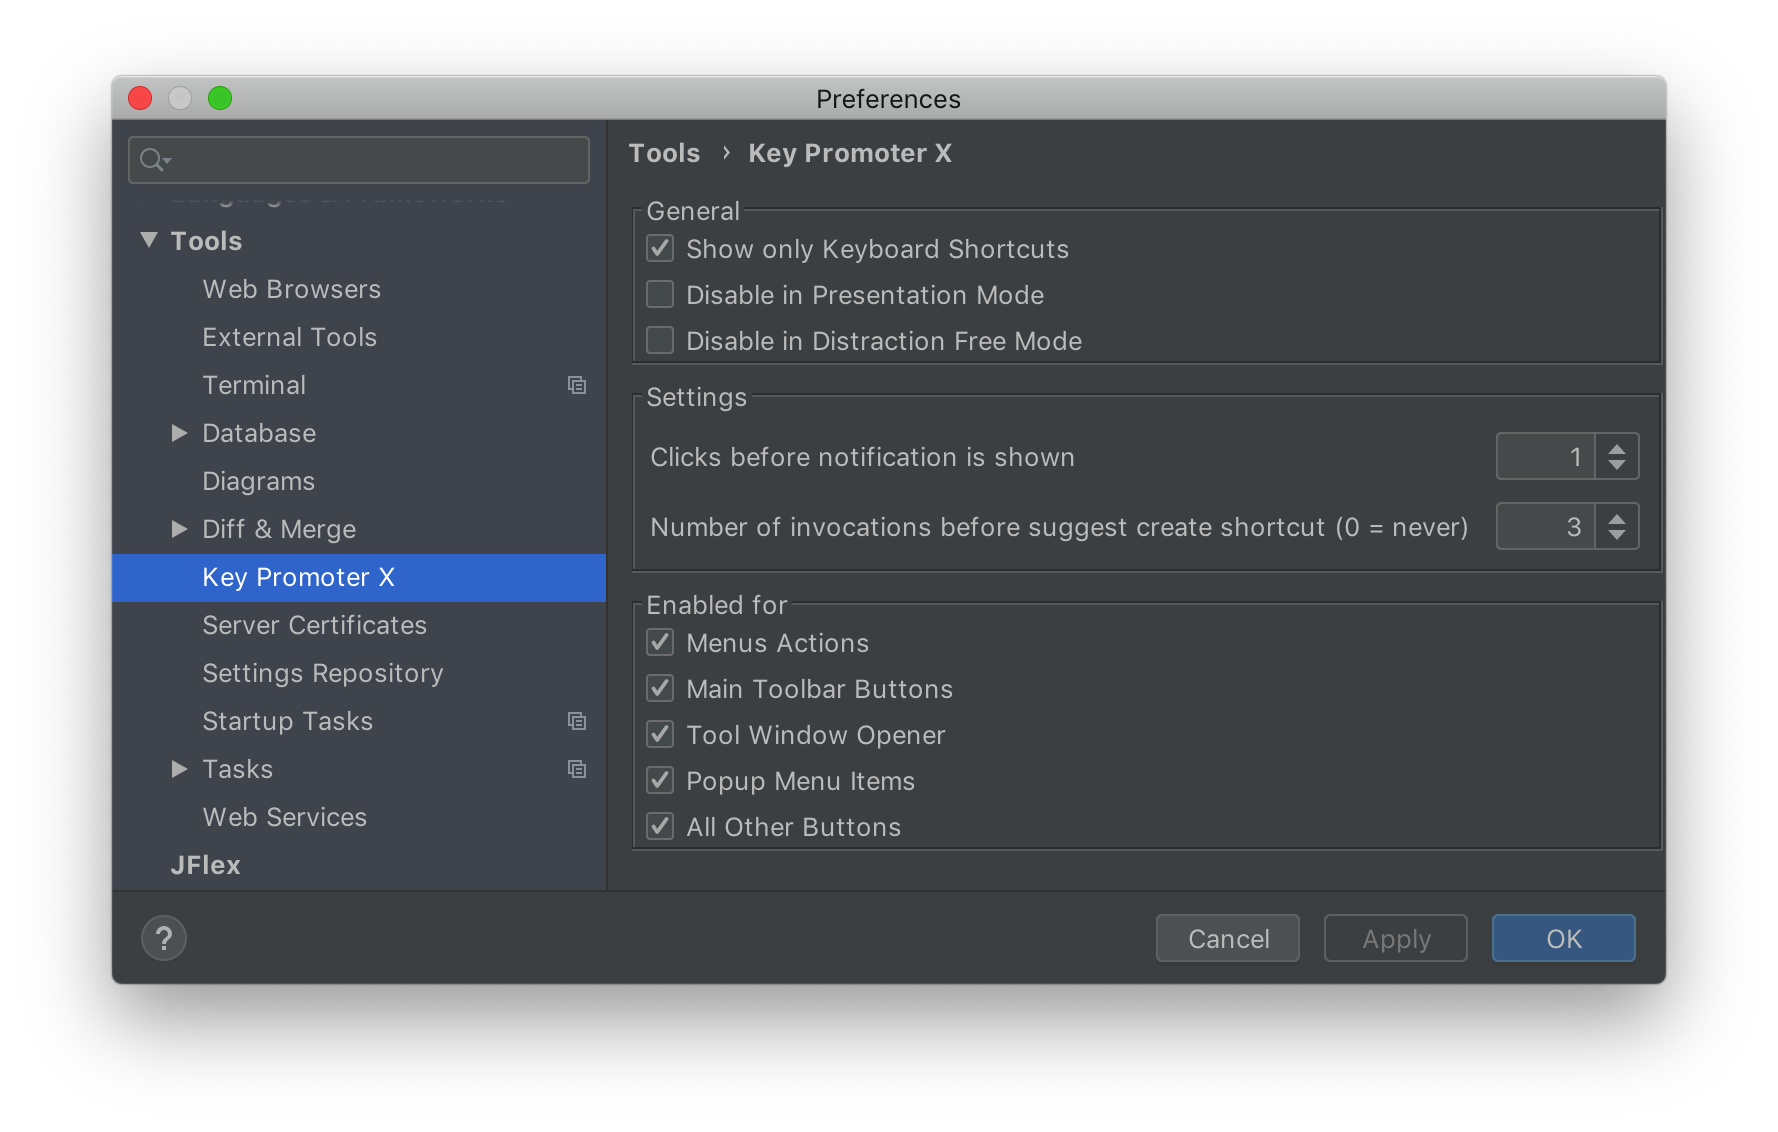 Preferences
Tools
Web Browsers
External Tools
Terminal
Database
Diagrams
Diff & Merge
Key Promoter X
Server Certificates
Settings Repository
Startup Tasks
Tasks
Web Services
JFlex
Tools › Key Promoter X
General
Show only Keyboard Shortcuts
Disable in Presentation Mode
Disable in Distraction Free Mode
Settings
Clicks before notification is shown 1
Number of invocations before suggest create shortcut (0 = never) 3
Enabled for
Menus Actions
Main Toolbar Buttons
Tool Window Opener
Popup Menu Items
All Other Buttons
? Cancel Apply OK